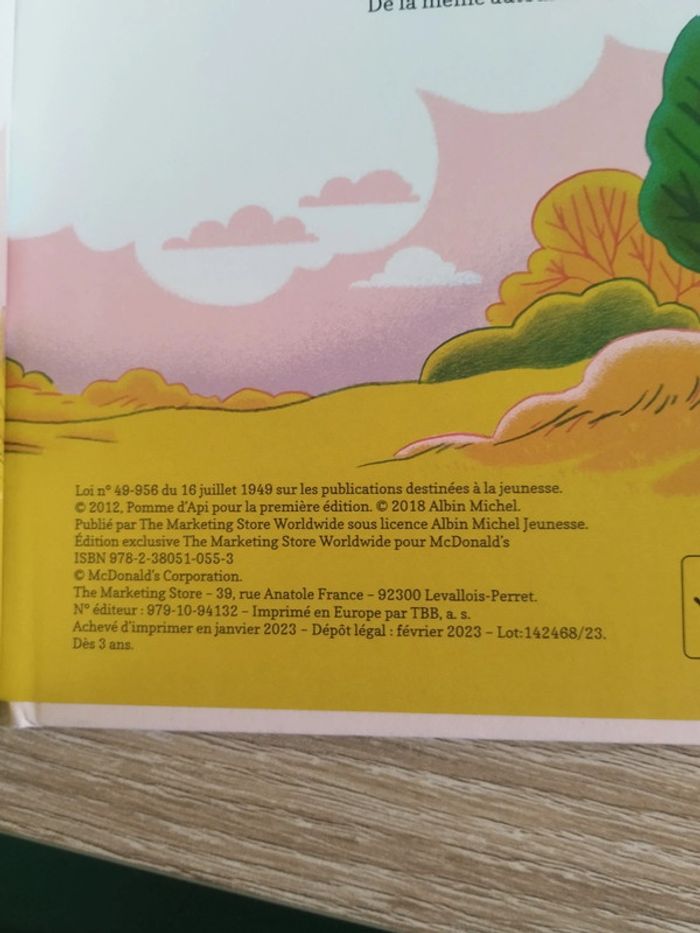 De la même
Loi n° 49-956 du 16 juillet 1949 sur les publications destinées à la jeunesse.
© 2012, Pomme d'Api pour la première édition. © 2018 Albin Michel.
Publié par The Marketing Store Worldwide sous licence Albin Michel Jeunesse.
Édition exclusive The Marketing Store Worldwide pour McDonald's
ISBN 978-2-38051-055-3
© McDonald's Corporation.
The Marketing Store – 39, rue Anatole France – 92300 Levallois-Perret.
N° éditeur : 979-10-94132 – Imprimé en Europe par TBB, a. s.
Achevé d'imprimer en janvier 2023 – Dépôt légal : février 2023 – Lot:142468/23.
Dès 3 ans.